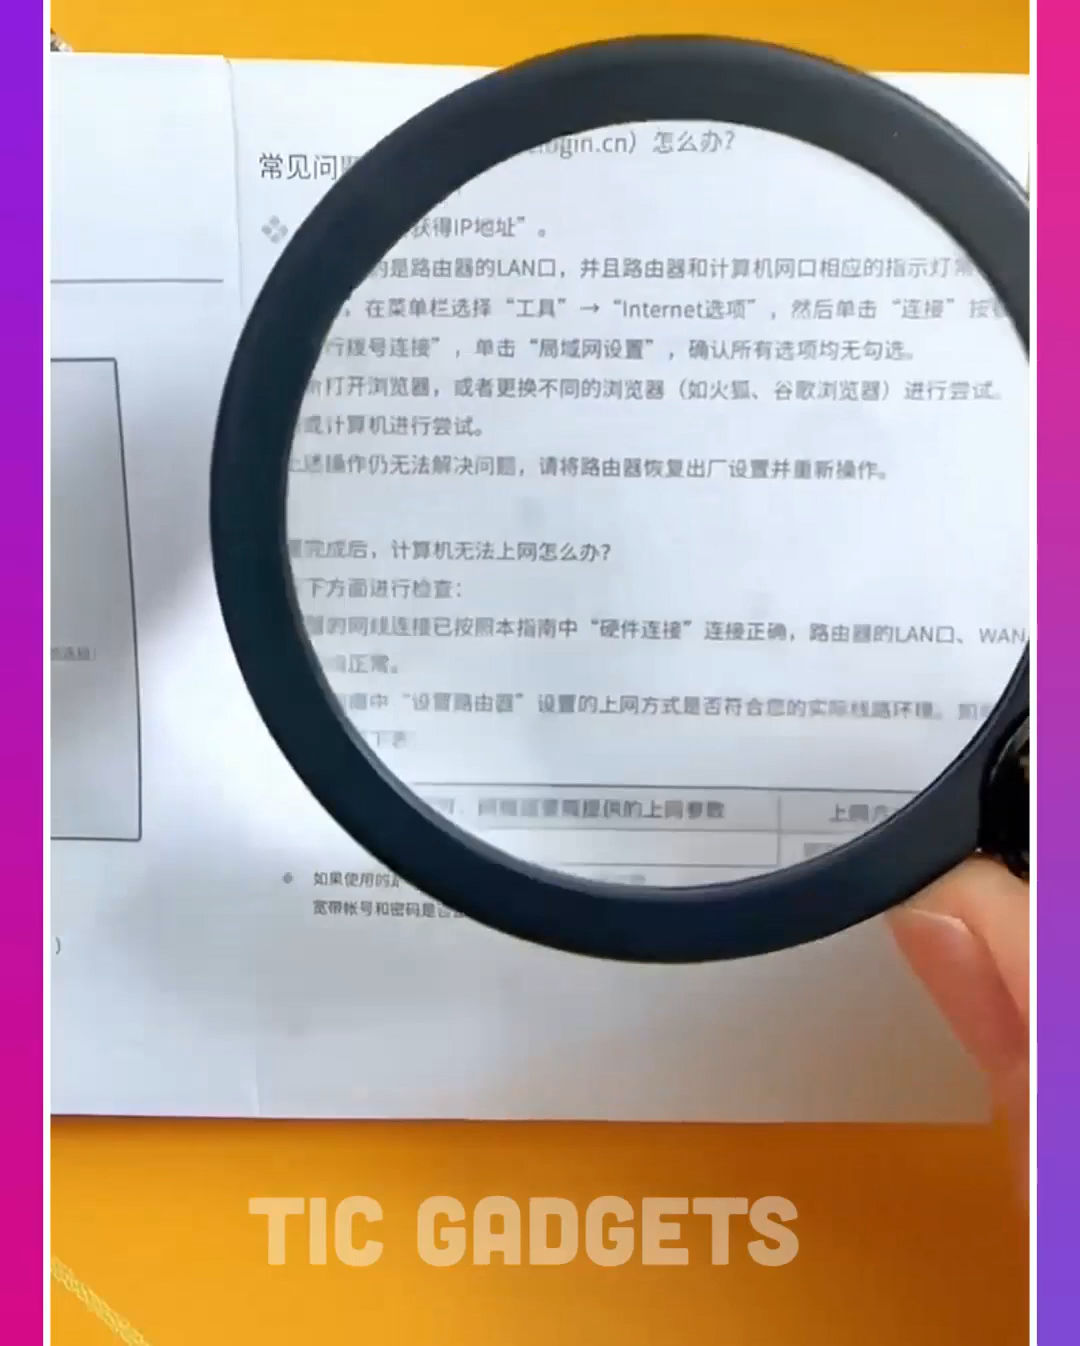 常见问
login.cn）怎么办?
获得IP地址”。
的是路由器的LAN口，并且路由器和计算机网口相应的指示灯常
，在菜单栏选择“工具”→“Internet选项”，然后单击“连接”按
行拨号连接”，单击“局域网设置”，确认所有选项均无勾选。
打开浏览器，或者更换不同的浏览器（如火狐、谷歌浏览器）进行尝试。
或计算机进行尝试。
上述操作仍无法解决问题，请将路由器恢复出厂设置并重新操作。
完成后，计算机无法上网怎么办?
下方面进行检查：
的网线连接已按照本指南中“硬件连接”连接正确，路由器的LAN口、WAN
正常。
南中“设置路由器”设置的上网方式是否符合您的实际线路环境。如
下表
提供的上网参数
上网方
如果使用的
宽带帐号和密码是否
)
TIC GADGETS